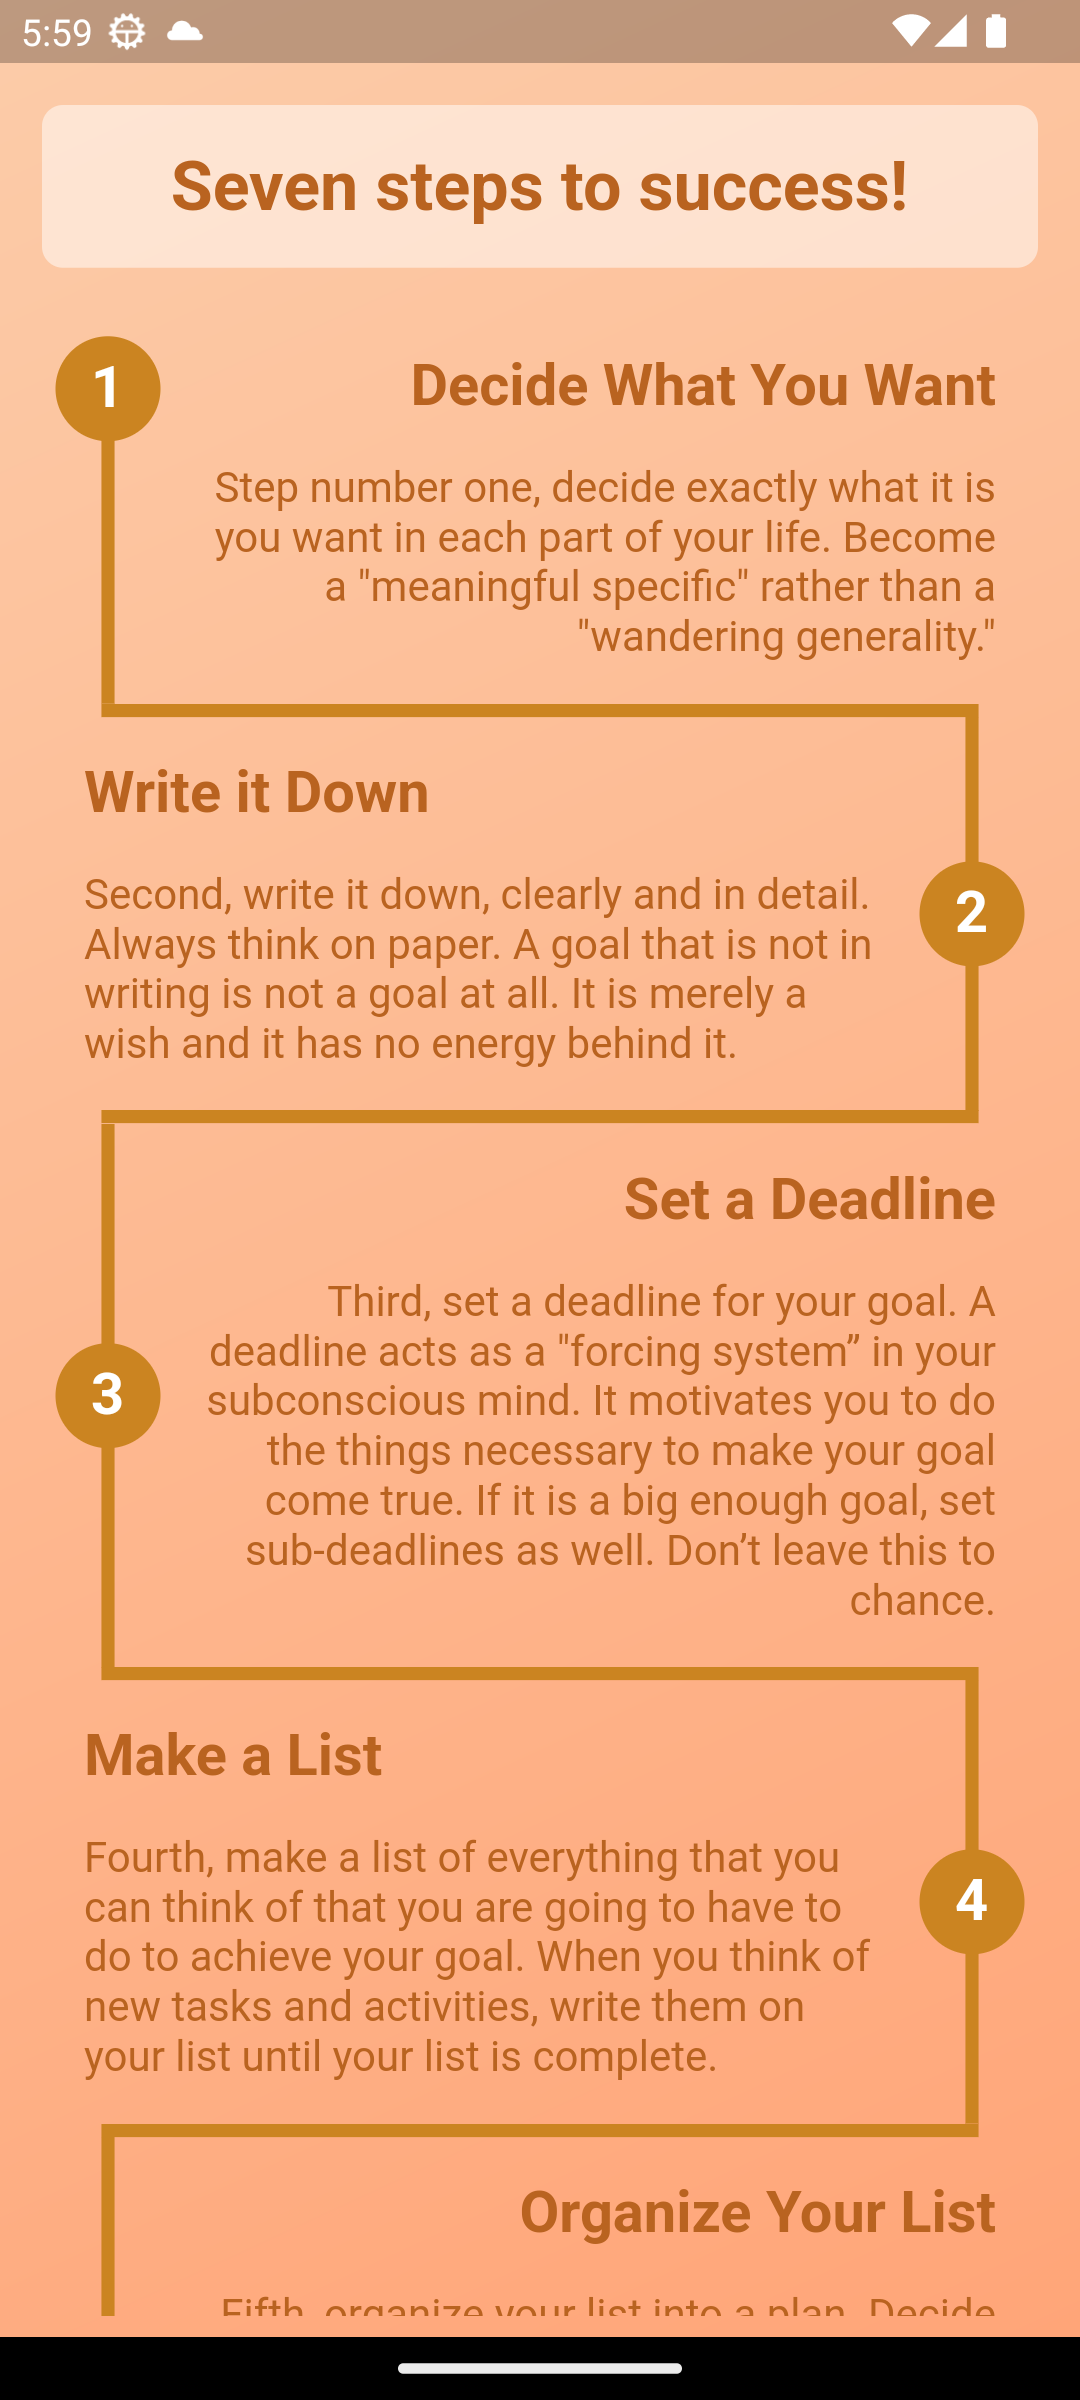 5:59
Seven steps to success!
1
Decide What You Want
Step number one, decide exactly what it is
you want in each part of your life. Become
a "meaningful specific" rather than a
"wandering generality."
Write it Down
Second, write it down, clearly and in detail.
Always think on paper. A goal that is not in
writing is not a goal at all. It is merely a
wish and it has no energy behind it.
2
Set a Deadline
Third, set a deadline for your goal. A
deadline acts as a "forcing system” in your
subconscious mind. It motivates you to do
the things necessary to make your goal
come true. If it is a big enough goal, set
sub-deadlines as well. Don’t leave this to
chance.
3
Make a List
Fourth, make a list of everything that you
can think of that you are going to have to
do to achieve your goal. When you think of
new tasks and activities, write them on
your list until your list is complete.
4
Organize Your List
Fifth, organize your list into a plan. Decide